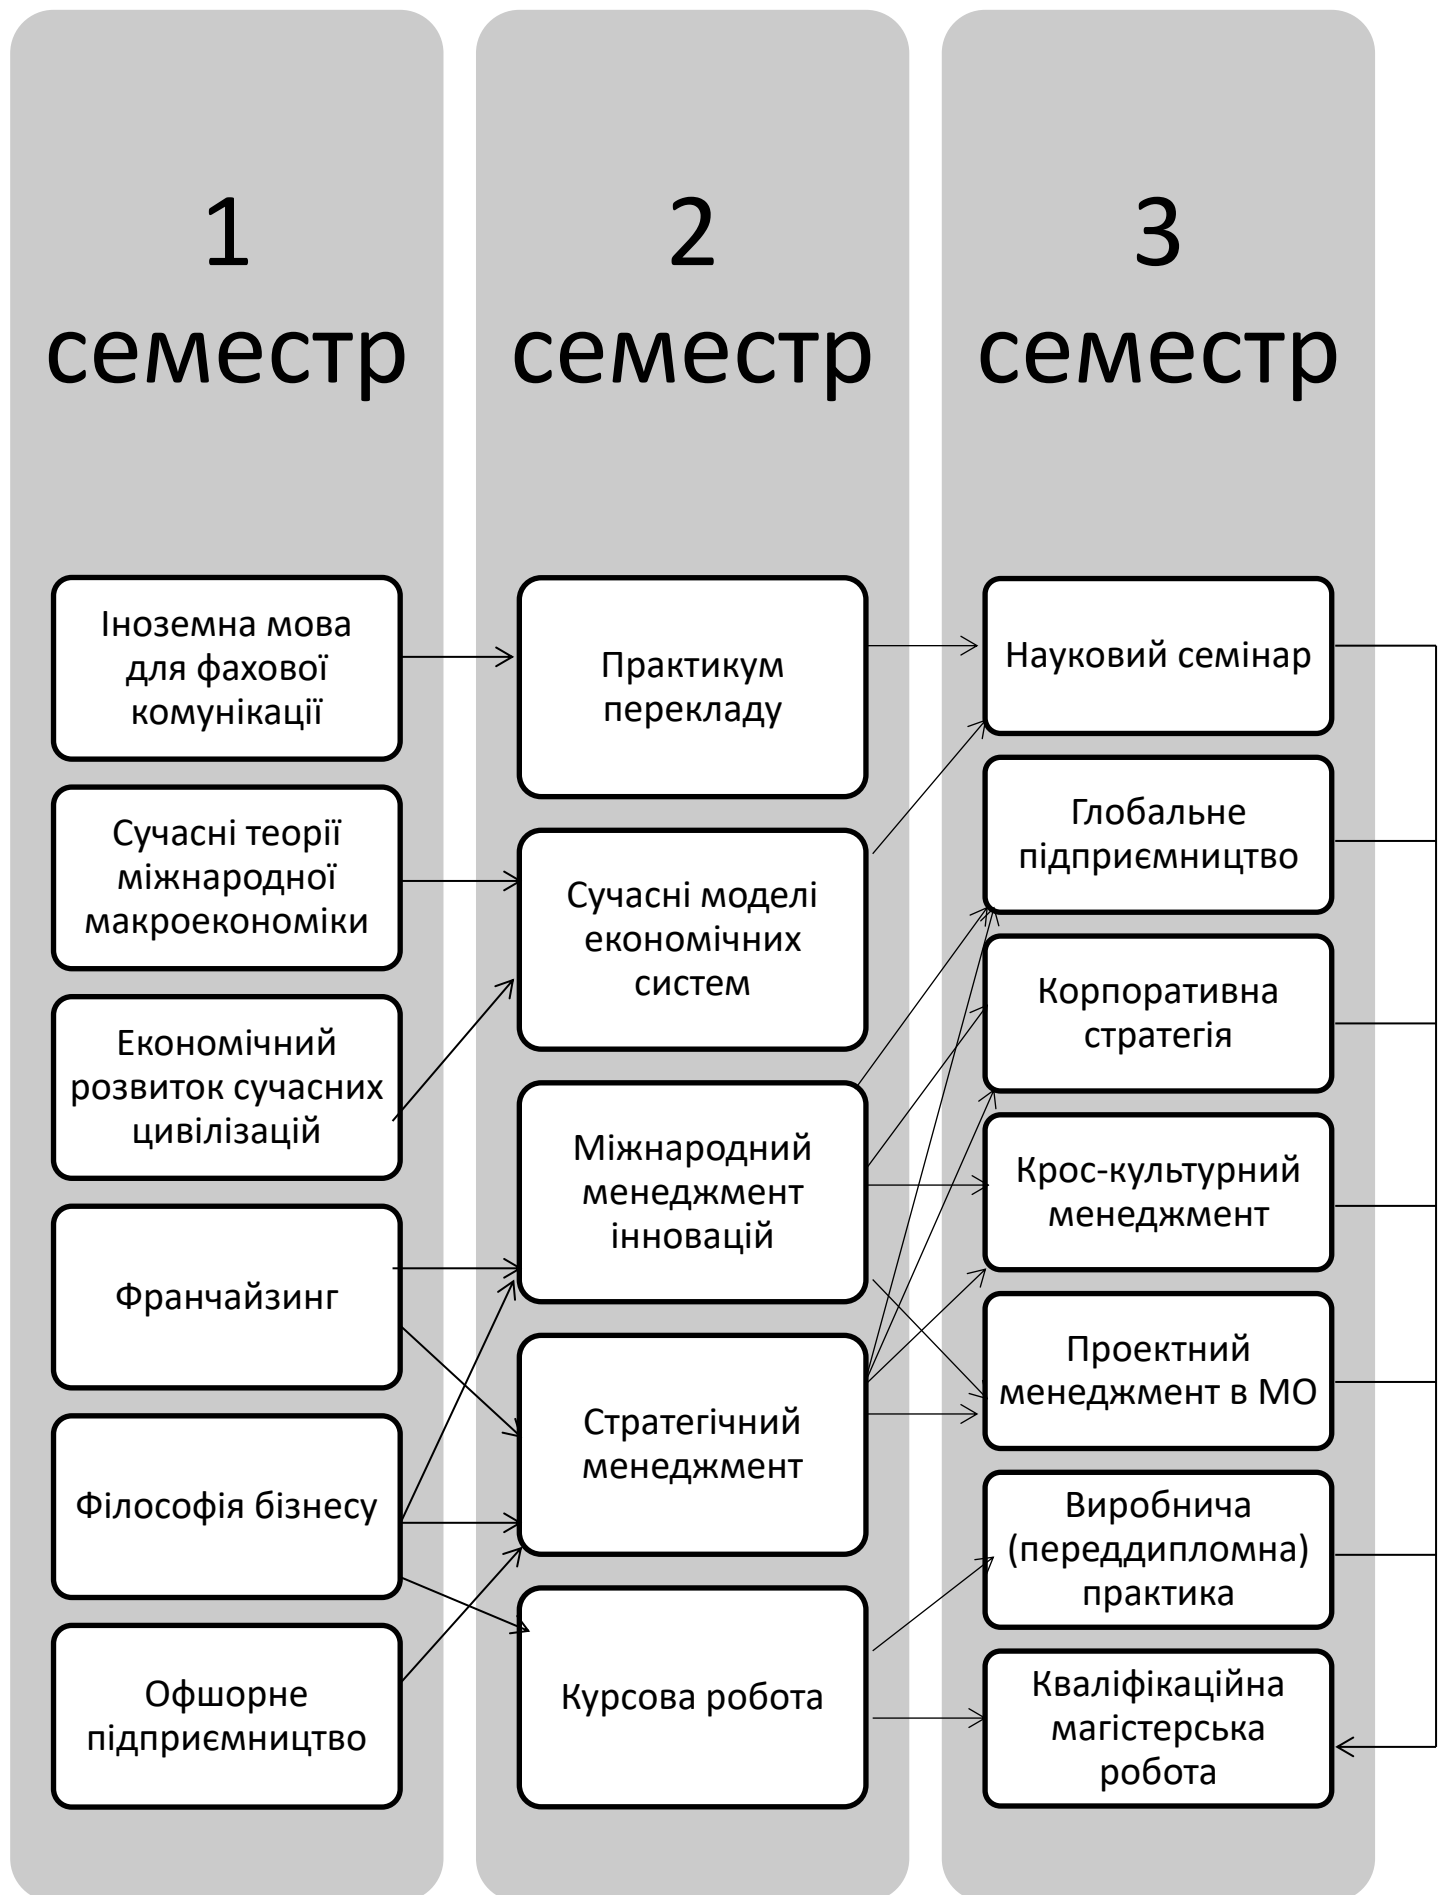 1
семестр
Іноземна мова
для фахової
комунікації
Сучасні теорії
міжнародної
макроекономіки
Економічний
розвиток сучасних
цивілізацій
Франчайзинг
Філософія бізнесу
Офшорне
підприємництво
2
семестр
Практикум
перекладу
Сучасні моделі
економічних
систем
Міжнародний
менеджмент
інновацій
Стратегічний
менеджмент
Курсова робота
3
семестр
Науковий семінар
Глобальне
підприємництво
Корпоративна
стратегія
Крос-культурний
менеджмент
Проектний
менеджмент в МО
Виробнича
(переддипломна)
практика
Кваліфікаційна
магістерська
робота